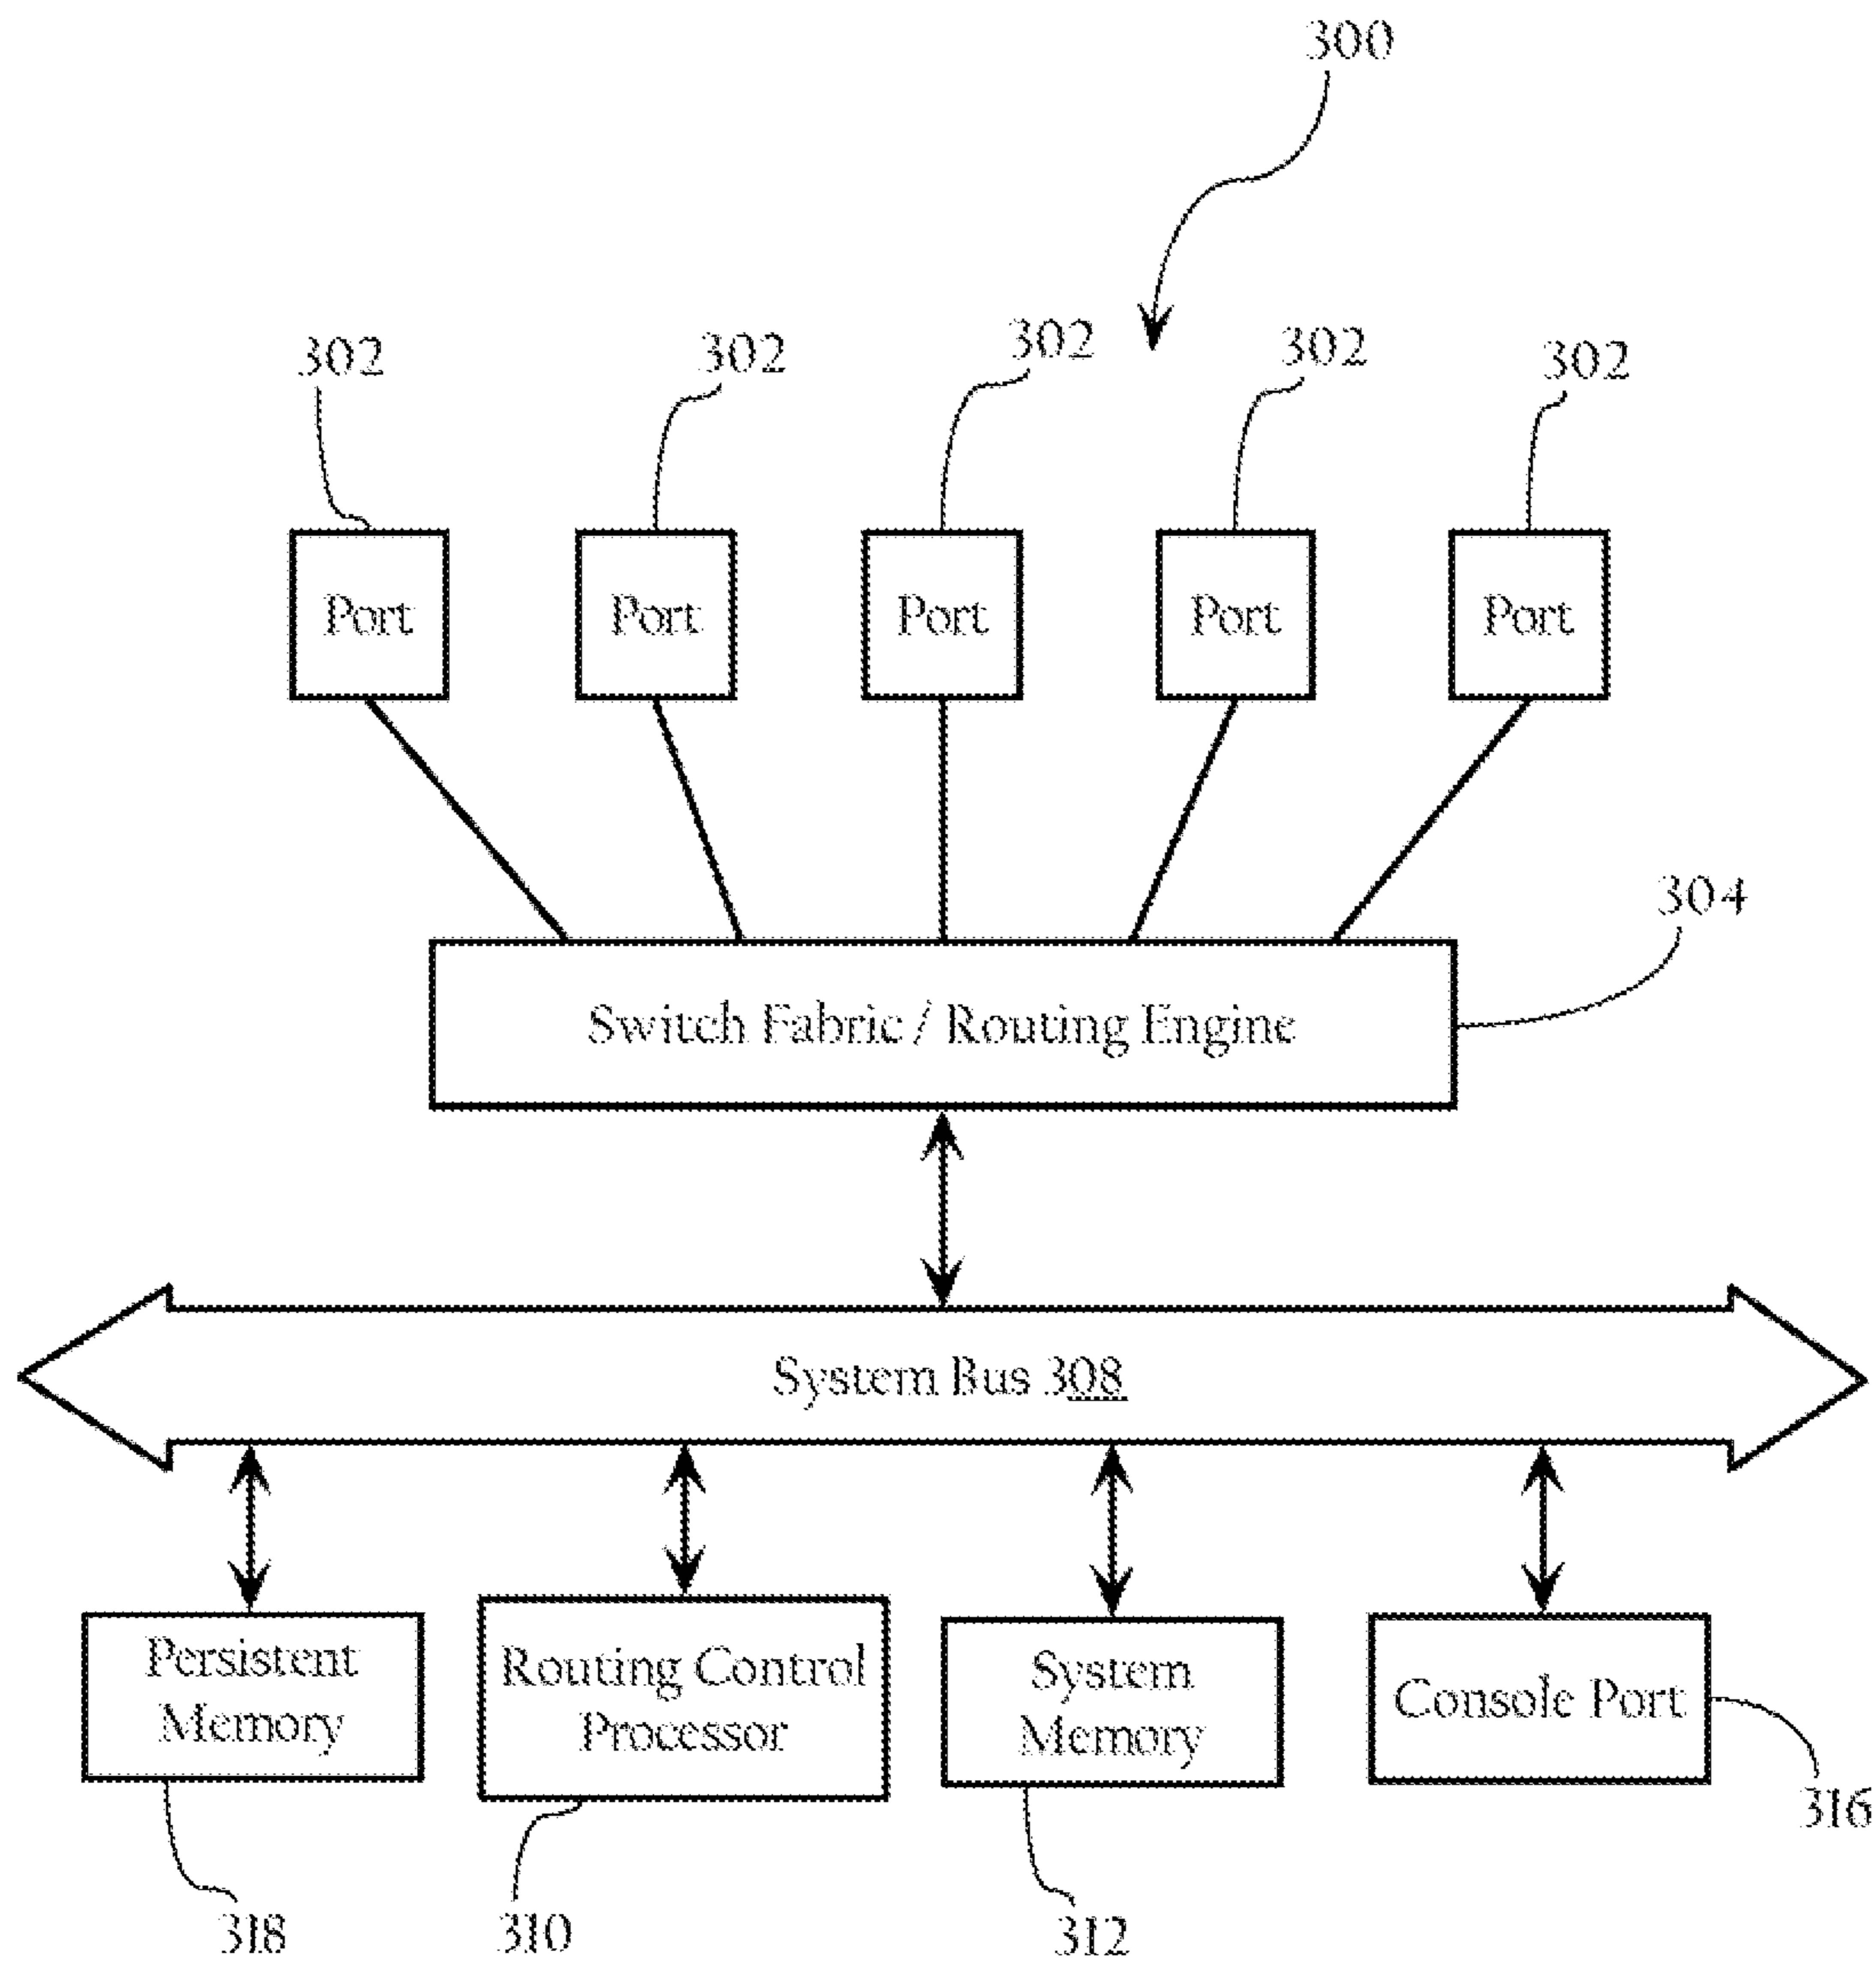 300
302
302
302
302
302
Port
Port
Port
Port
Port
304
Switch Fabric / Routing Engine
System Bus 308
Persistent
Memory
Routing Control
Processor
System
Memory
Console Port
316
318
310
312